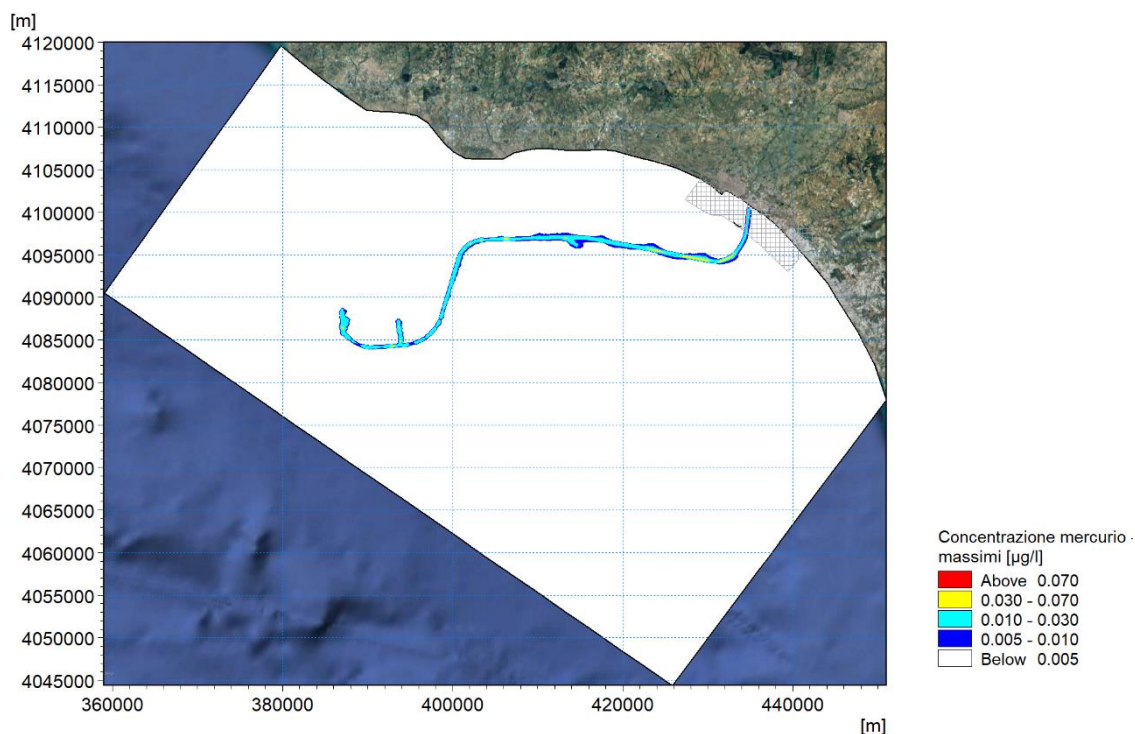 [m]
4120000
4115000
4110000
4105000
4100000
4095000
4090000
4085000
4080000
4075000
4070000
4065000
4060000
4055000
4050000
4045000
360000 380000 400000 420000 440000
[m]
Concentrazione mercurio -
massimi [µg/l]
Above 0.070
0.030 - 0.070
0.010 - 0.030
0.005 - 0.010
Below 0.005